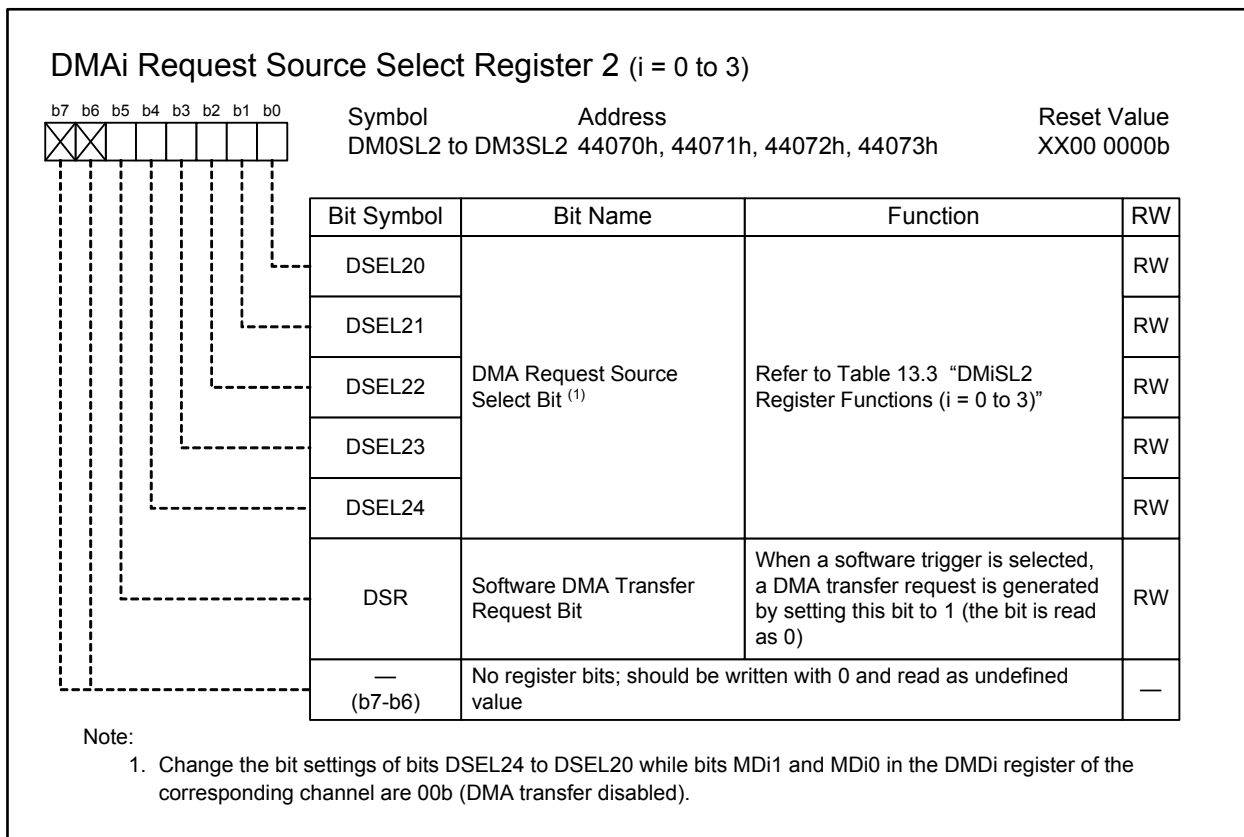 DMAi Request Source Select Register 2 (i = 0 to 3)
b7 b6 b5 b4 b3 b2 b1 b0
Symbol Address Reset Value
DM0SL2 to DM3SL2 44070h, 44071h, 44072h, 44073h XX00 0000b
Bit Symbol Bit Name Function RW
DSEL20 RW
DSEL21 RW
DSEL22 RW
DMA Request Source
Select Bit (1)
Refer to Table 13.3 “DMiSL2
Register Functions (i = 0 to 3)”
DSEL23 RW
DSEL24 RW
DSR
Software DMA Transfer
Request Bit
When a software trigger is selected,
a DMA transfer request is generated
by setting this bit to 1 (the bit is read
as 0)
RW
—
(b7-b6)
No register bits; should be written with 0 and read as undefined
value
—
Note:
1. Change the bit settings of bits DSEL24 to DSEL20 while bits MDi1 and MDi0 in the DMDi register of the
corresponding channel are 00b (DMA transfer disabled).